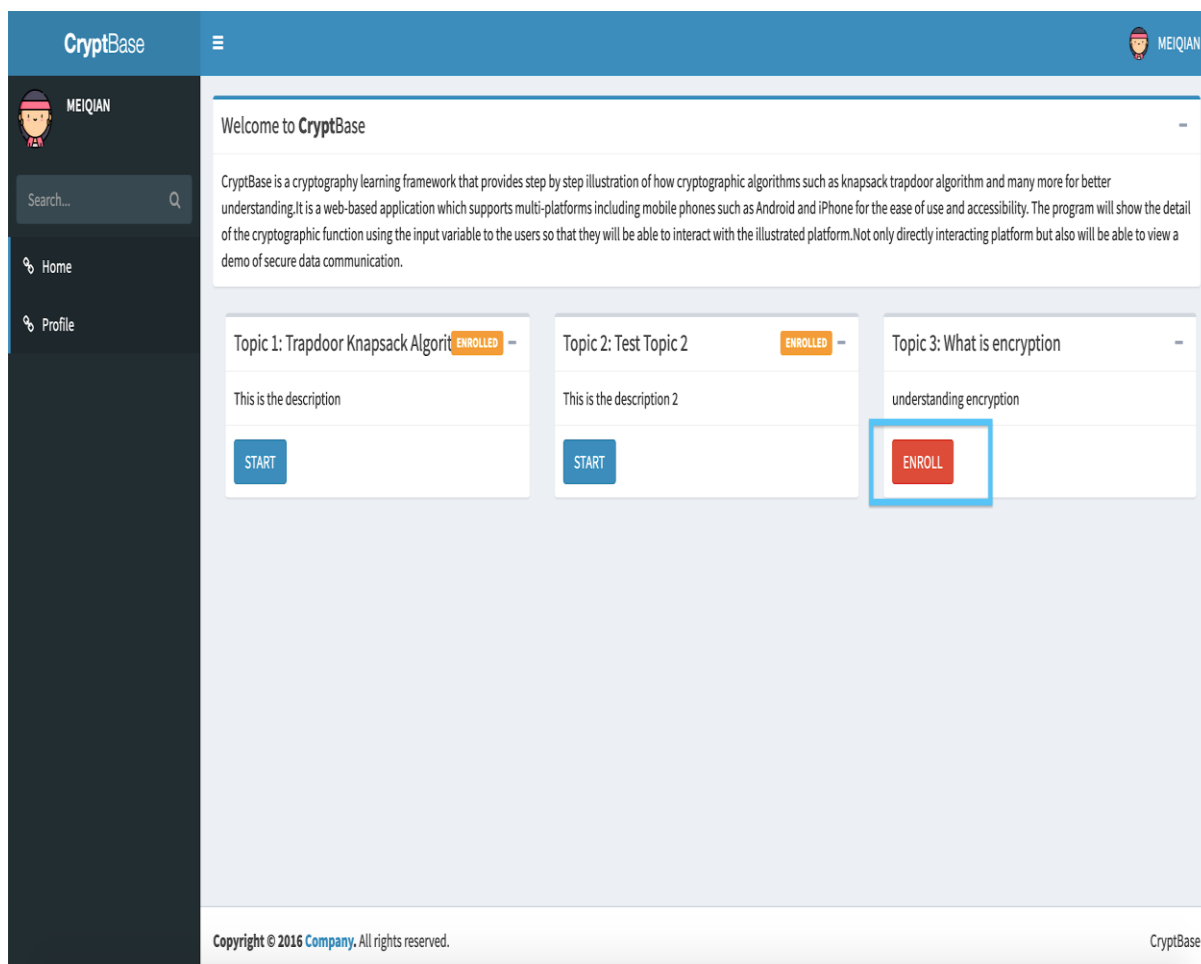 CryptBase
MEIQIAN
MEIQIAN
Search...
Home
Profile
Welcome to CryptBase
CryptBase is a cryptography learning framework that provides step by step illustration of how cryptographic algorithms such as knapsack trapdoor algorithm and many more for better
understanding.It is a web-based application which supports multi-platforms including mobile phones such as Android and iPhone for the ease of use and accessibility. The program will show the detail
of the cryptographic function using the input variable to the users so that they will be able to interact with the illustrated platform.Not only directly interacting platform but also will be able to view a
demo of secure data communication.
Topic 1: Trapdoor Knapsack Algorit ENROLLED
This is the description
START
Topic 2: Test Topic 2 ENROLLED
This is the description 2
START
Topic 3: What is encryption
understanding encryption
ENROLL
Copyright © 2016 Company. All rights reserved.
CryptBase